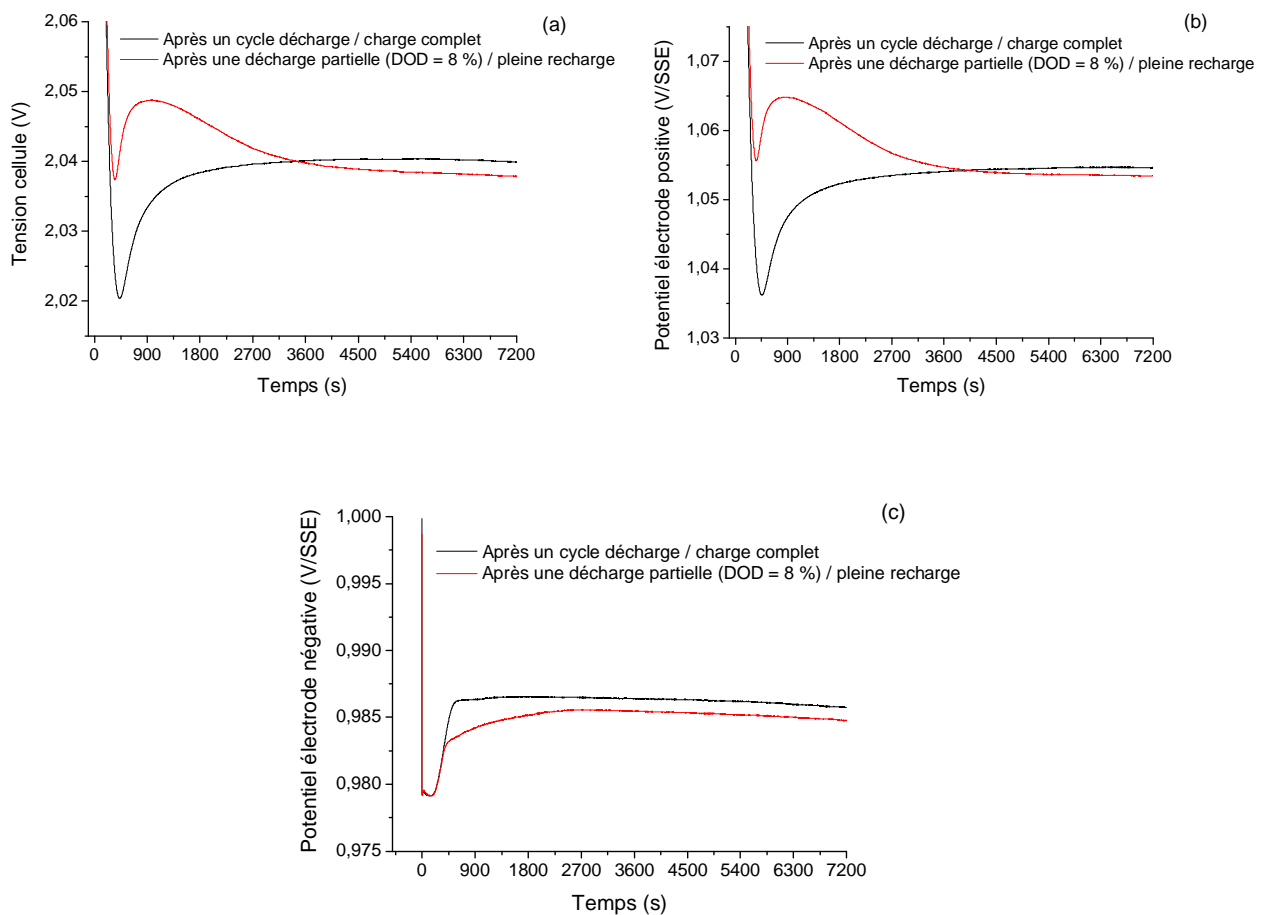 (a)
Après un cycle décharge / charge complet
Après une décharge partielle (DOD = 8 %) / pleine recharge
Tension cellule (V)
2,06
2,05
2,04
2,03
2,02
0 900 1800 2700 3600 4500 5400 6300 7200
Temps (s)
(b)
Après un cycle décharge / charge complet
Après une décharge partielle (DOD = 8 %) / pleine recharge
Potentiel électrode positive (V/SSE)
1,07
1,06
1,05
1,04
1,03
0 900 1800 2700 3600 4500 5400 6300 7200
Temps (s)
(c)
Après un cycle décharge / charge complet
Après une décharge partielle (DOD = 8 %) / pleine recharge
Potentiel électrode négative (V/SSE)
1,000
0,995
0,990
0,985
0,980
0,975
0 900 1800 2700 3600 4500 5400 6300 7200
Temps (s)